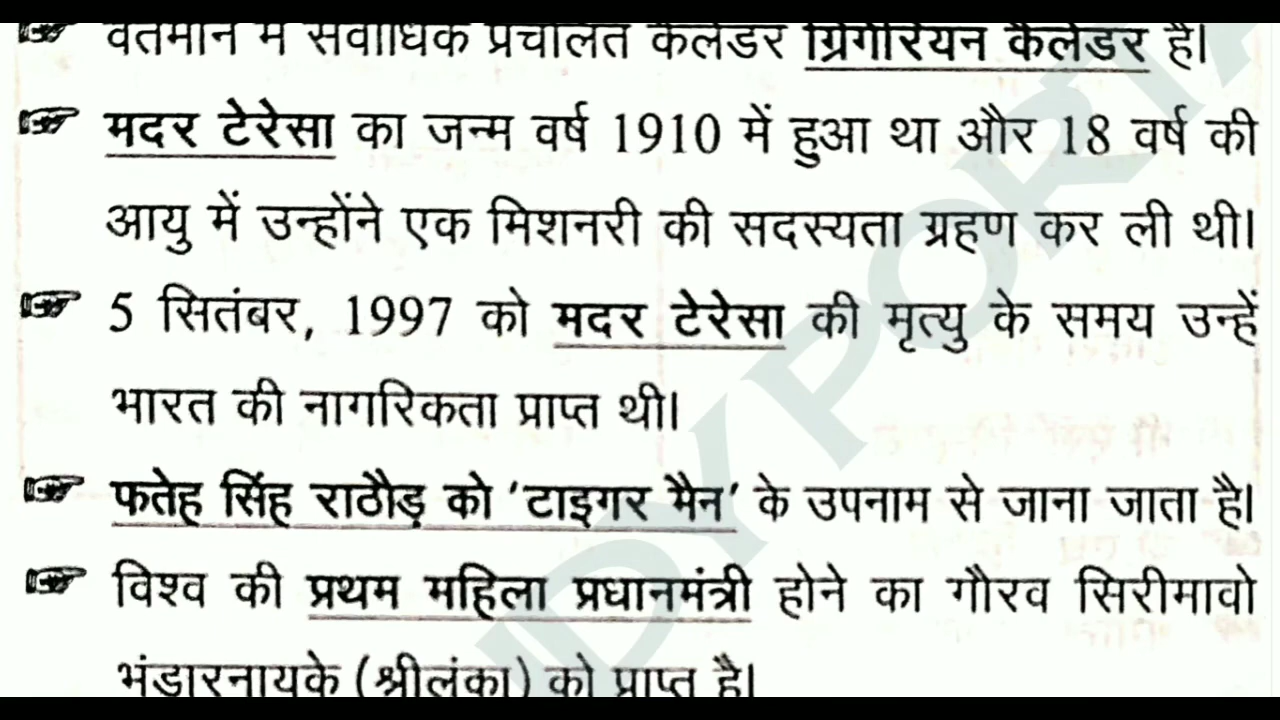 वर्तमान में सर्वाधिक प्रचलित कैलेंडर ग्रिगोरियन कैलेंडर है।
मदर टेरेसा का जन्म वर्ष 1910 में हुआ था और 18 वर्ष की
आयु में उन्होंने एक मिशनरी की सदस्यता ग्रहण कर ली थी।
5 सितंबर, 1997 को मदर टेरेसा की मृत्यु के समय उन्हें
भारत की नागरिकता प्राप्त थी।
फतेह सिंह राठौड़ को ‘टाइगर मैन’ के उपनाम से जाना जाता है।
विश्व की प्रथम महिला प्रधानमंत्री होने का गौरव सिरीमावो
भंडारनायके (श्रीलंका) को प्राप्त है।